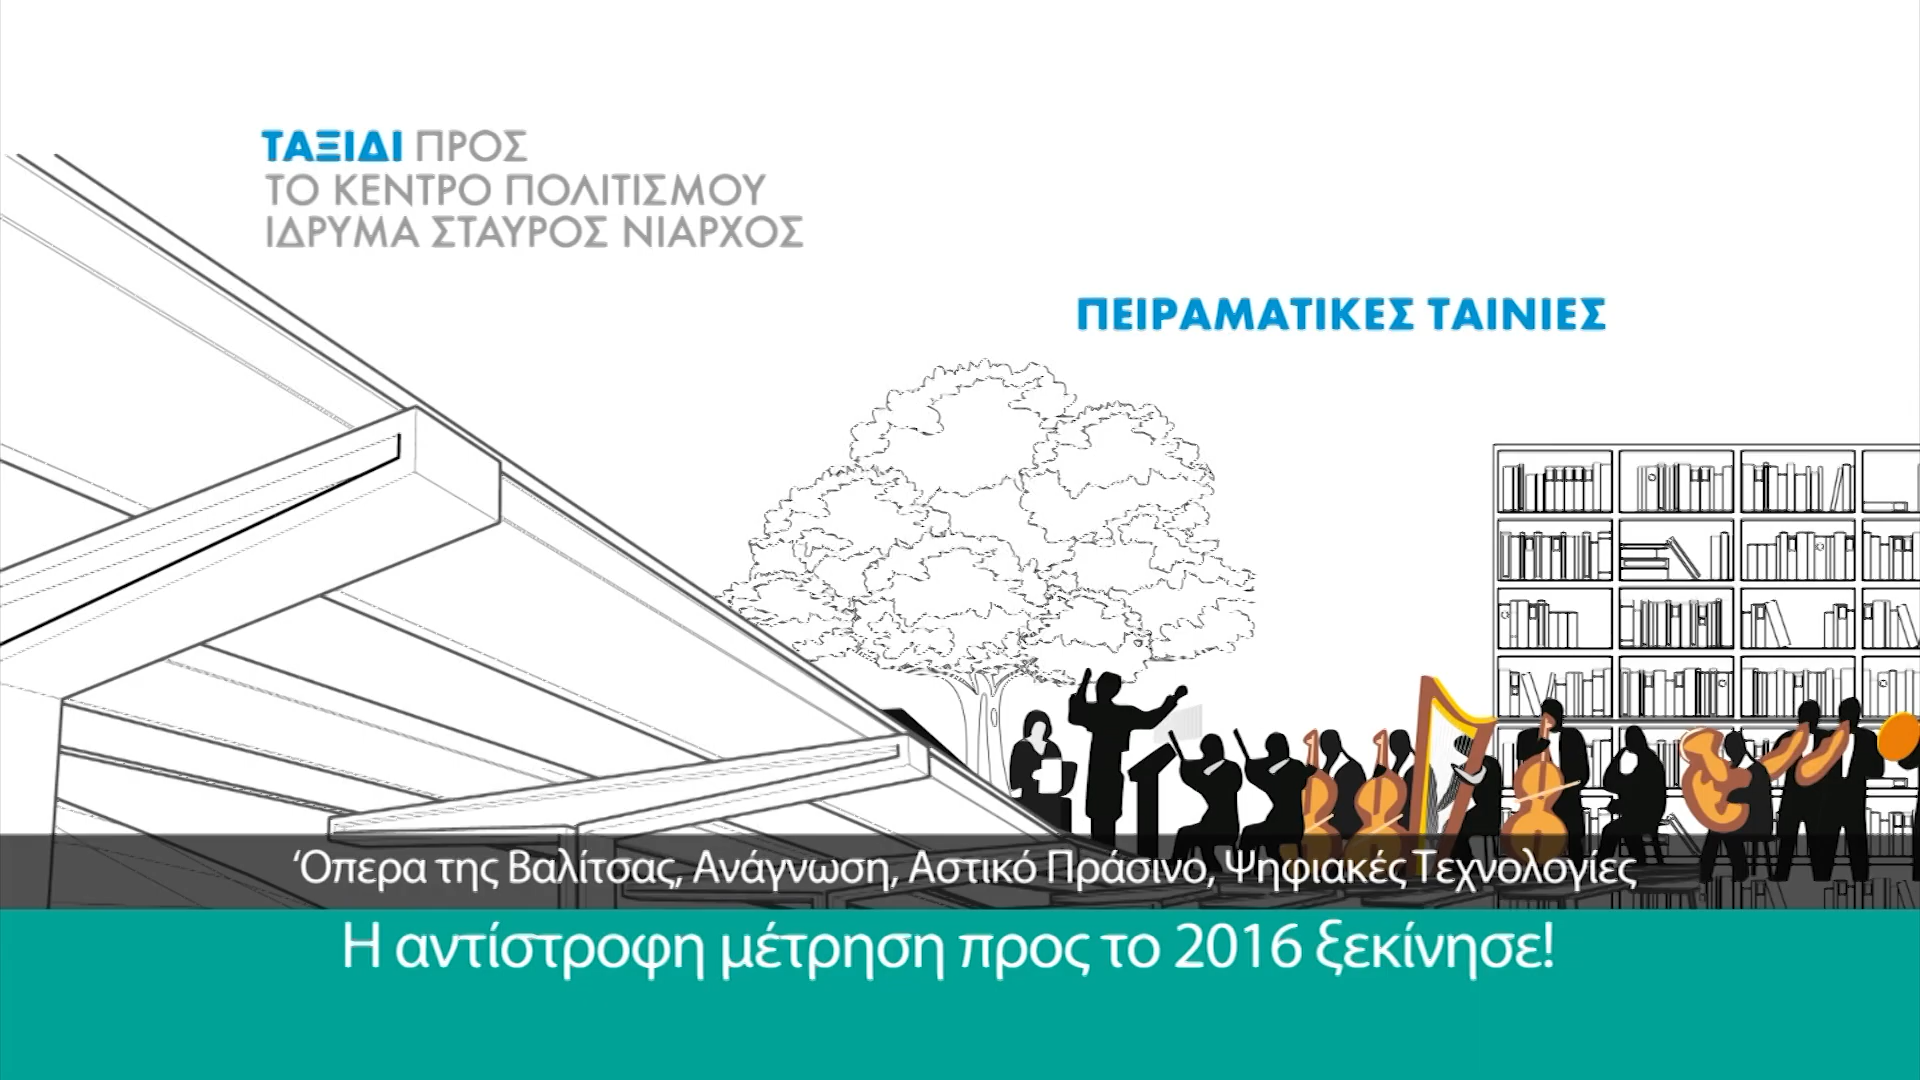 ΤΑΞΙΔΙ ΠΡΟΣ
ΤΟ ΚΕΝΤΡΟ ΠΟΛΙΤΙΣΜΟΥ
ΙΔΡΥΜΑ ΣΤΑΥΡΟΣ ΝΙΑΡΧΟΣ
ΠΕΙΡΑΜΑΤΙΚΕΣ ΤΑΙΝΙΕΣ
‘Οπερα της Βαλίτσας, Ανάγνωση, Αστικό Πράσινο, Ψηφιακές Τεχνολογίες
Η αντίστροφη μέτρηση προς το 2016 ξεκίνησε!